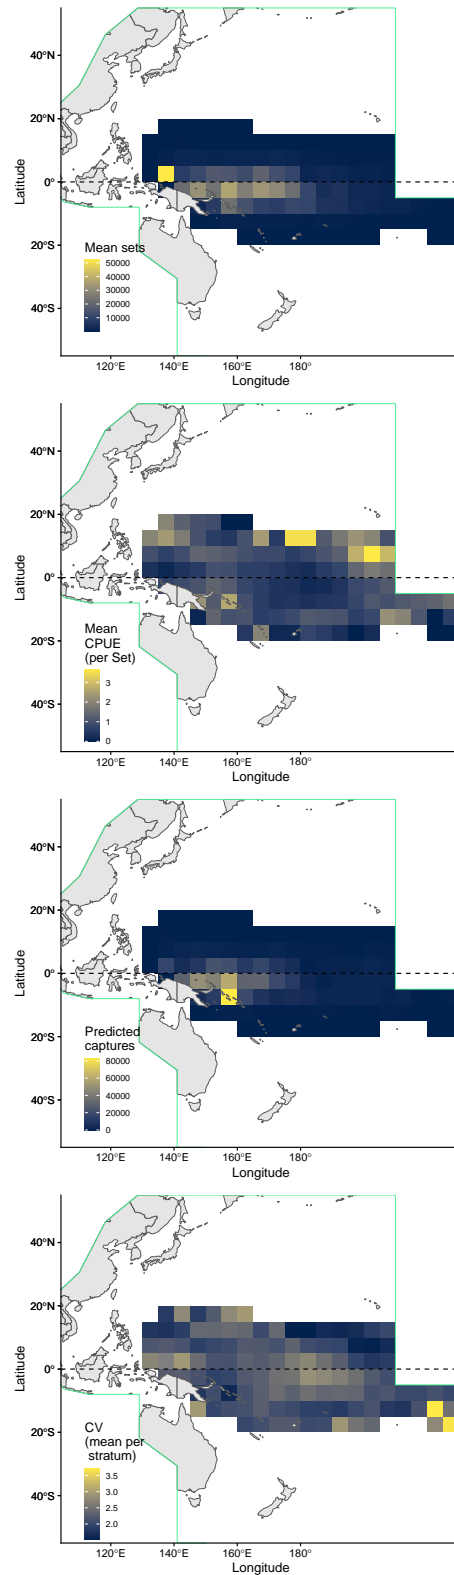 40°N
20°N
0°
20°S
40°S
Latitude
Mean sets
50000
40000
30000
20000
10000
120°E 140°E 160°E 180°
Longitude
40°N
20°N
0°
20°S
40°S
Latitude
Mean
CPUE
(per Set)
3
2
1
0
120°E 140°E 160°E 180°
Longitude
40°N
20°N
0°
20°S
40°S
Latitude
Predicted
captures
80000
60000
40000
20000
0
120°E 140°E 160°E 180°
Longitude
40°N
20°N
0°
20°S
40°S
Latitude
CV
(mean per
stratum)
3.5
3.0
2.5
2.0
120°E 140°E 160°E 180°
Longitude